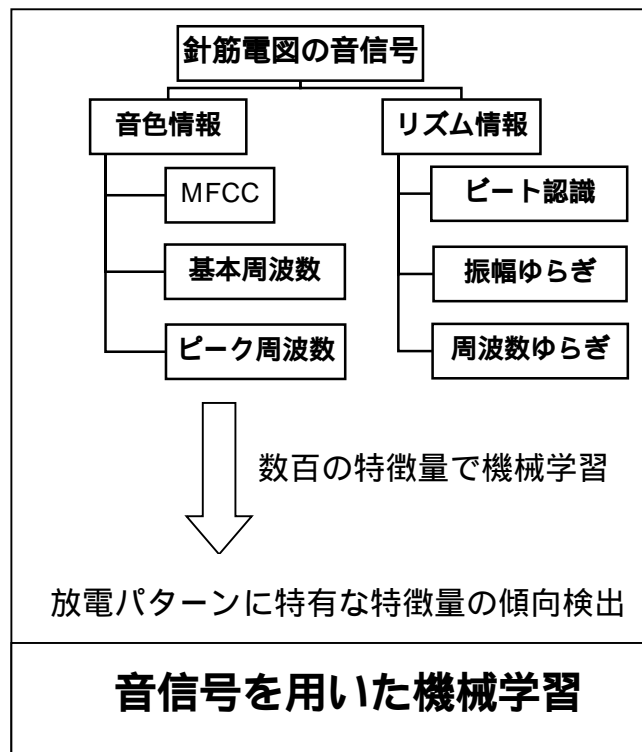 針筋電図の音信号
音色情報
MFCC
基本周波数
ピーク周波数
リズム情報
ビート認識
振幅ゆらぎ
周波数ゆらぎ
数百の特徴量で機械学習
放電パターンに特有な特徴量の傾向検出
音信号を用いた機械学習